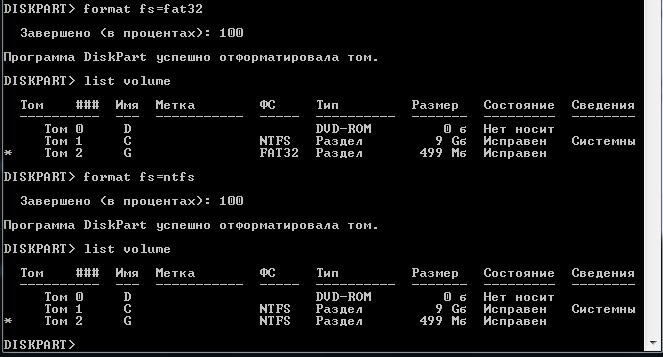 DISKPART> format fs=fat32
Завершено (в процентах): 100
Программа DiskPart успешно отформатировала том.
DISKPART> list volume
Том ### Имя Метка ФС Тип Размер Состояние Сведения
---------- --- ----------- ----- ---------- ------- --------- --------
Том 0 D DVD-ROM 0 б Нет носит
Том 1 C NTFS Раздел 9 Gб Исправен Системны
* Том 2 G FAT32 Раздел 499 Mб Исправен
DISKPART> format fs=ntfs
Завершено (в процентах): 100
Программа DiskPart успешно отформатировала том.
DISKPART> list volume
Том ### Имя Метка ФС Тип Размер Состояние Сведения
---------- --- ----------- ----- ---------- ------- --------- --------
Том 0 D DVD-ROM 0 б Нет носит
Том 1 C NTFS Раздел 9 Gб Исправен Системны
* Том 2 G NTFS Раздел 499 Mб Исправен
DISKPART>